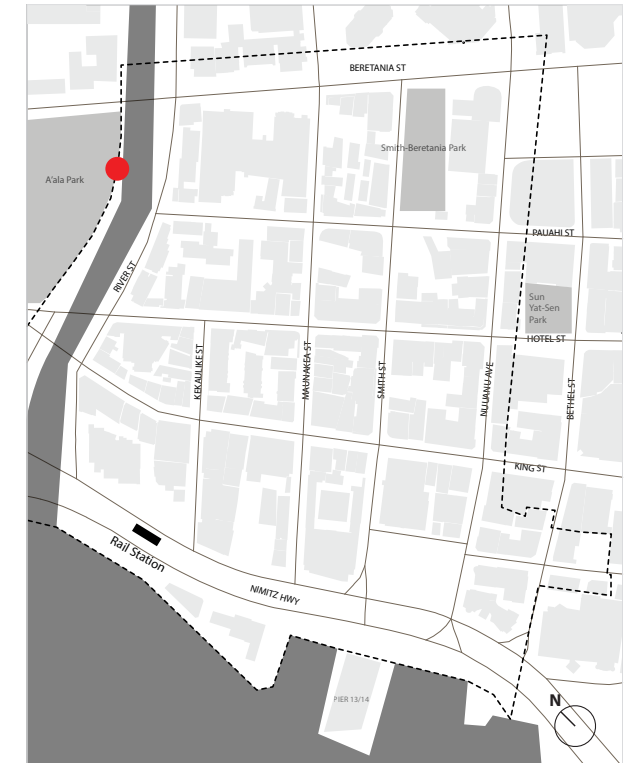 BERETANIA ST
Smith-Beretania Park
A'ala Park
PAUAHI ST
RIVER ST
Sun
Yat-Sen
Park
HOTEL ST
KEKAULIKE ST
MAUNAKEA ST
SMITH ST
NUUANU AVE
BETHEL ST
KING ST
Rail Station
NIMITZ HWY
PIER 13/14
N